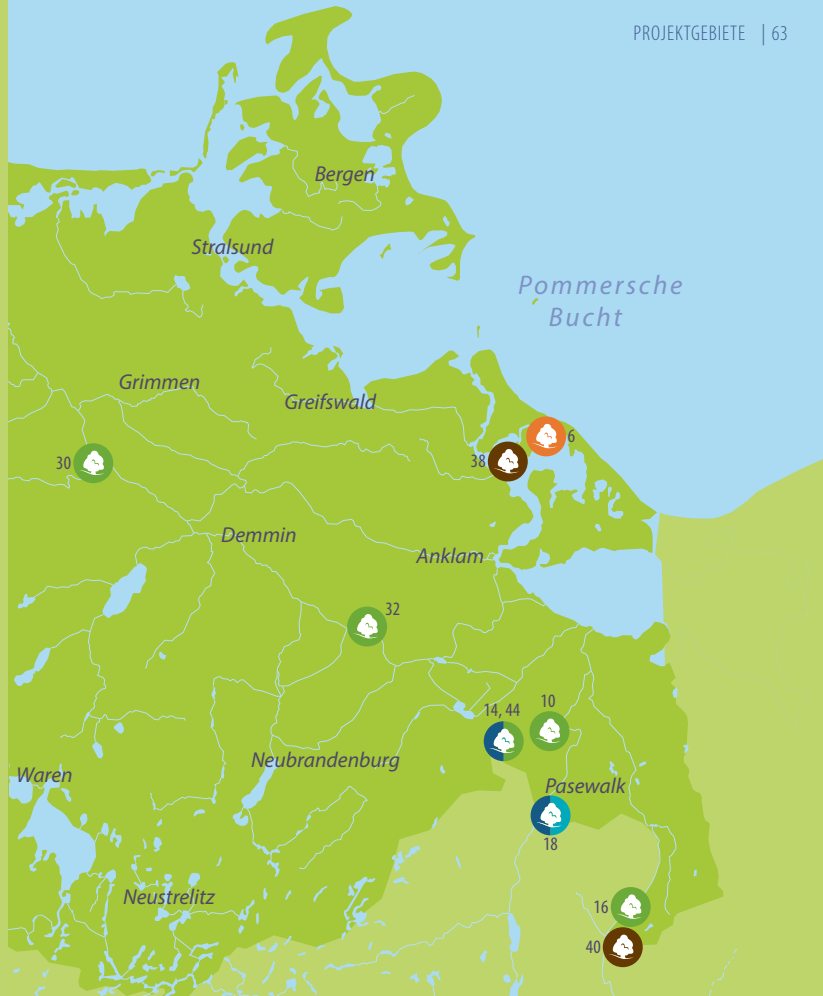 PROJEKTGEBIETE | 63
Bergen
Stralsund
Pommersche
Bucht
Grimmen
Greifswald
6
38
30
Demmin
Anklam
32
14, 44
10
Neubrandenburg
Waren
Pasewalk
18
Neustrelitz
16
40